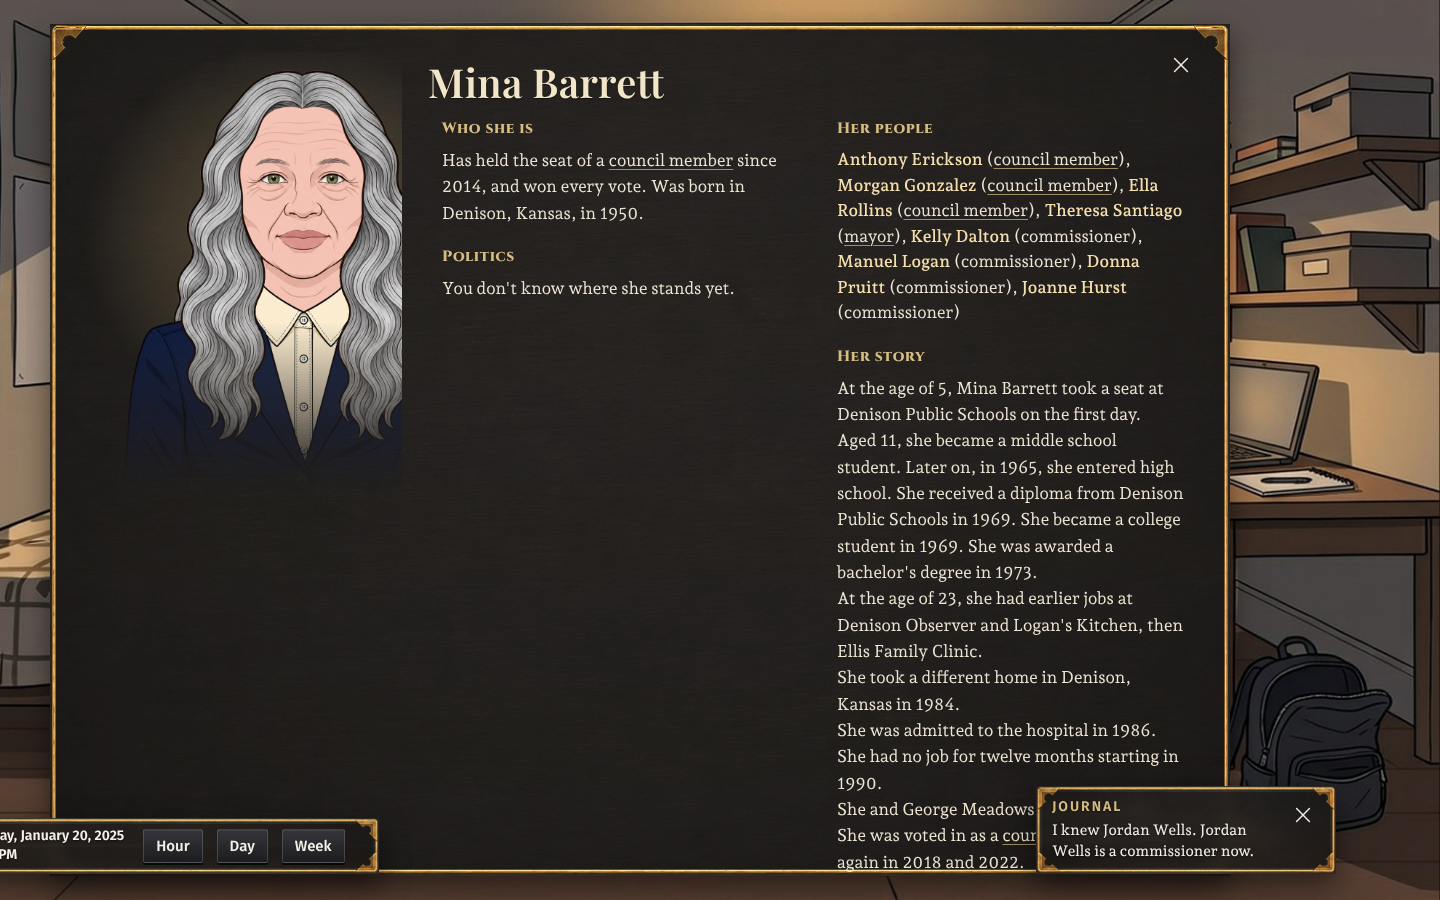 Mina Barrett
Who she is
Has held the seat of a council member since
2014, and won every vote. Was born in
Denison, Kansas, in 1950.
Politics
You don't know where she stands yet.
Her people
Anthony Erickson (council member),
Morgan Gonzalez (council member), Ella
Rollins (council member), Theresa Santiago
(mayor), Kelly Dalton (commissioner),
Manuel Logan (commissioner), Donna
Pruitt (commissioner), Joanne Hurst
(commissioner)
Her story
At the age of 5, Mina Barrett took a seat at
Denison Public Schools on the first day.
Aged 11, she became a middle school
student. Later on, in 1965, she entered high
school. She received a diploma from Denison
Public Schools in 1969. She became a college
student in 1969. She was awarded a
bachelor's degree in 1973.
At the age of 23, she had earlier jobs at
Denison Observer and Logan's Kitchen, then
Ellis Family Clinic.
She took a different home in Denison,
Kansas in 1984.
She was admitted to the hospital in 1986.
She had no job for twelve months starting in
1990.
She and George Meadows
She was voted in as a
again in 2018 and 2022.
ay, January 20, 2025
PM
Hour
Day
Week
JOURNAL
I knew Jordan Wells. Jordan
Wells is a commissioner now.